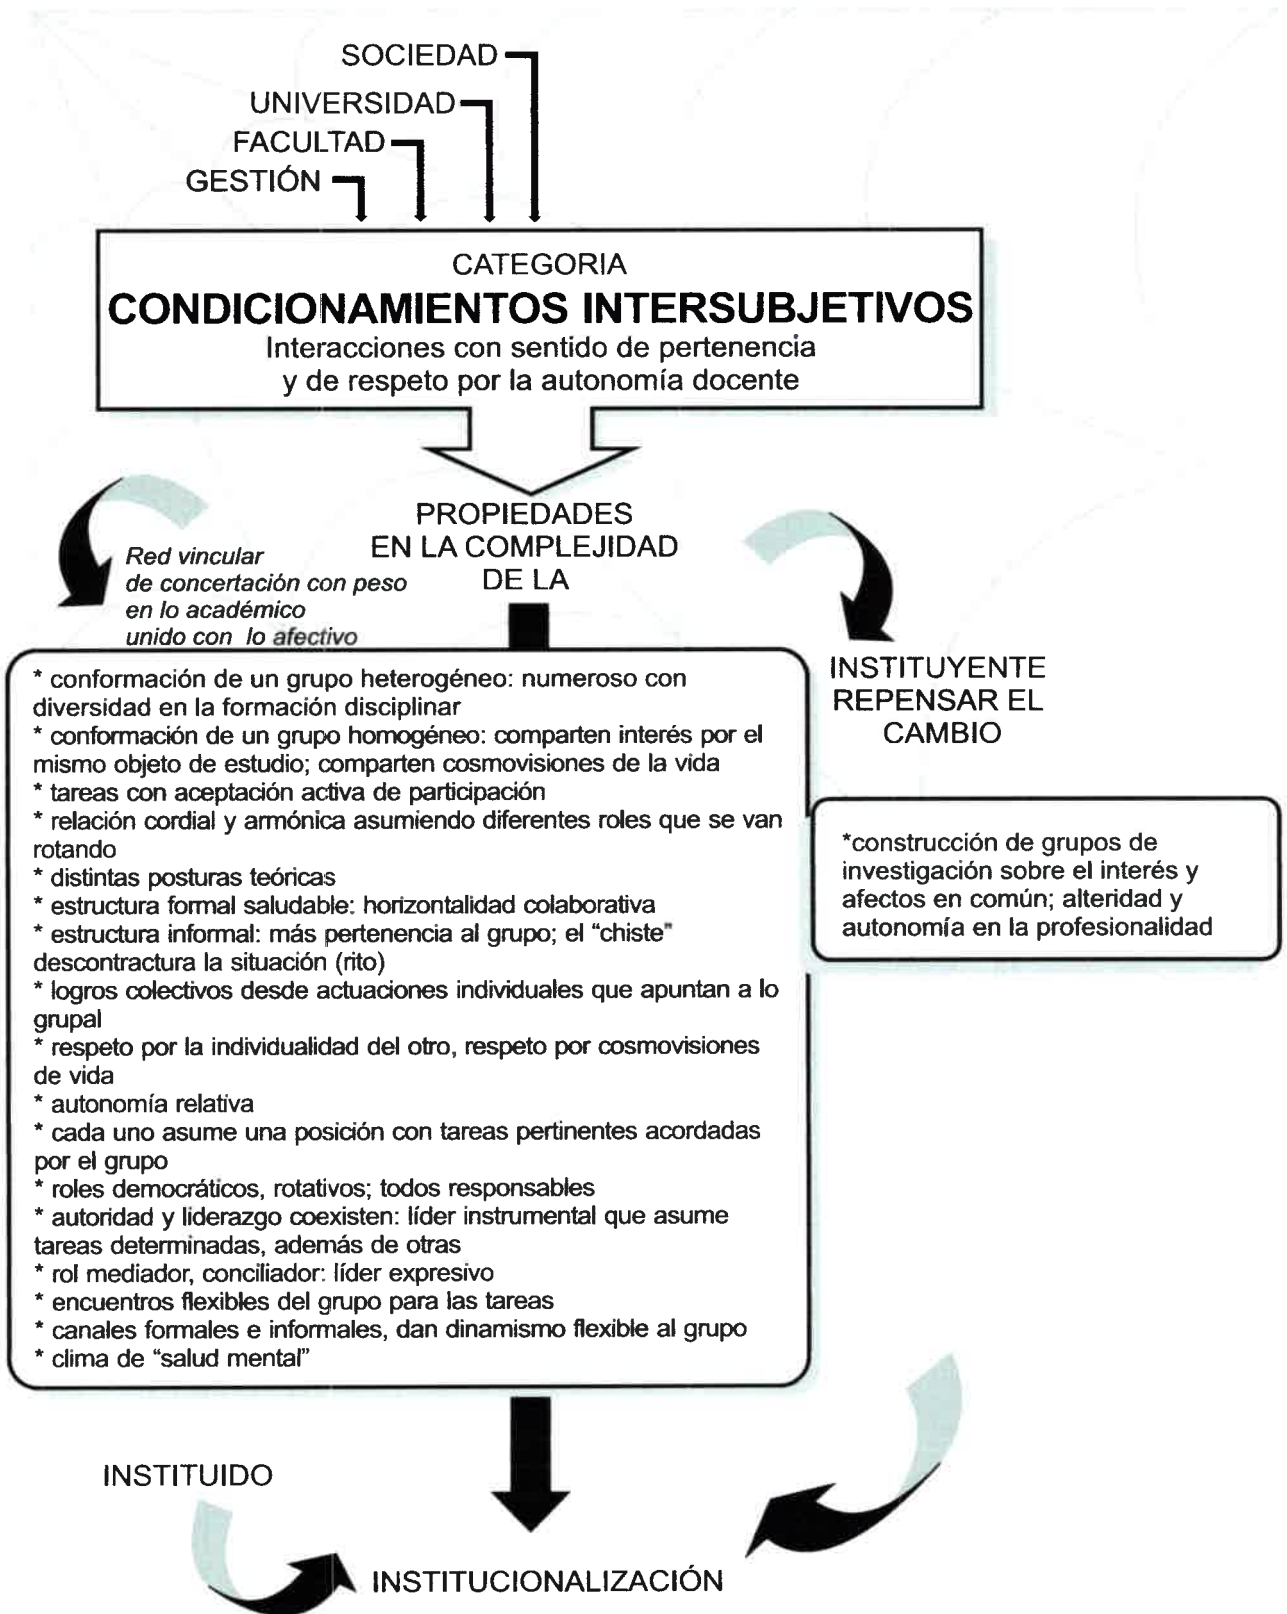 SOCIEDAD
UNIVERSIDAD
FACULTAD
GESTIÓN
CATEGORIA
CONDICIONAMIENTOS INTERSUBJETIVOS
Interacciones con sentido de pertenencia
y de respeto por la autonomía docente
PROPIEDADES
EN LA COMPLEJIDAD
DE LA
Red vincular
de concertación con peso
en lo académico
unido con lo afectivo
* conformación de un grupo heterogéneo: numeroso con
diversidad en la formación disciplinar
* conformación de un grupo homogéneo: comparten interés por el
mismo objeto de estudio; comparten cosmovisiones de la vida
* tareas con aceptación activa de participación
* relación cordial y armónica asumiendo diferentes roles que se van
rotando
* distintas posturas teóricas
* estructura formal saludable: horizontalidad colaborativa
* estructura informal: más pertenencia al grupo; el “chiste”
descontractura la situación (rito)
* logros colectivos desde actuaciones individuales que apuntan a lo
grupal
* respeto por la individualidad del otro, respeto por cosmovisiones
de vida
* autonomía relativa
* cada uno asume una posición con tareas pertinentes acordadas
por el grupo
* roles democráticos, rotativos; todos responsables
* autoridad y liderazgo coexisten: líder instrumental que asume
tareas determinadas, además de otras
* rol mediador, conciliador: líder expresivo
* encuentros flexibles del grupo para las tareas
* canales formales e informales, dan dinamismo flexible al grupo
* clima de “salud mental”
INSTITUYENTE
REPENSAR EL
CAMBIO
*construcción de grupos de
investigación sobre el interés y
afectos en común; alteridad y
autonomía en la profesionalidad
INSTITUIDO
INSTITUCIONALIZACIÓN